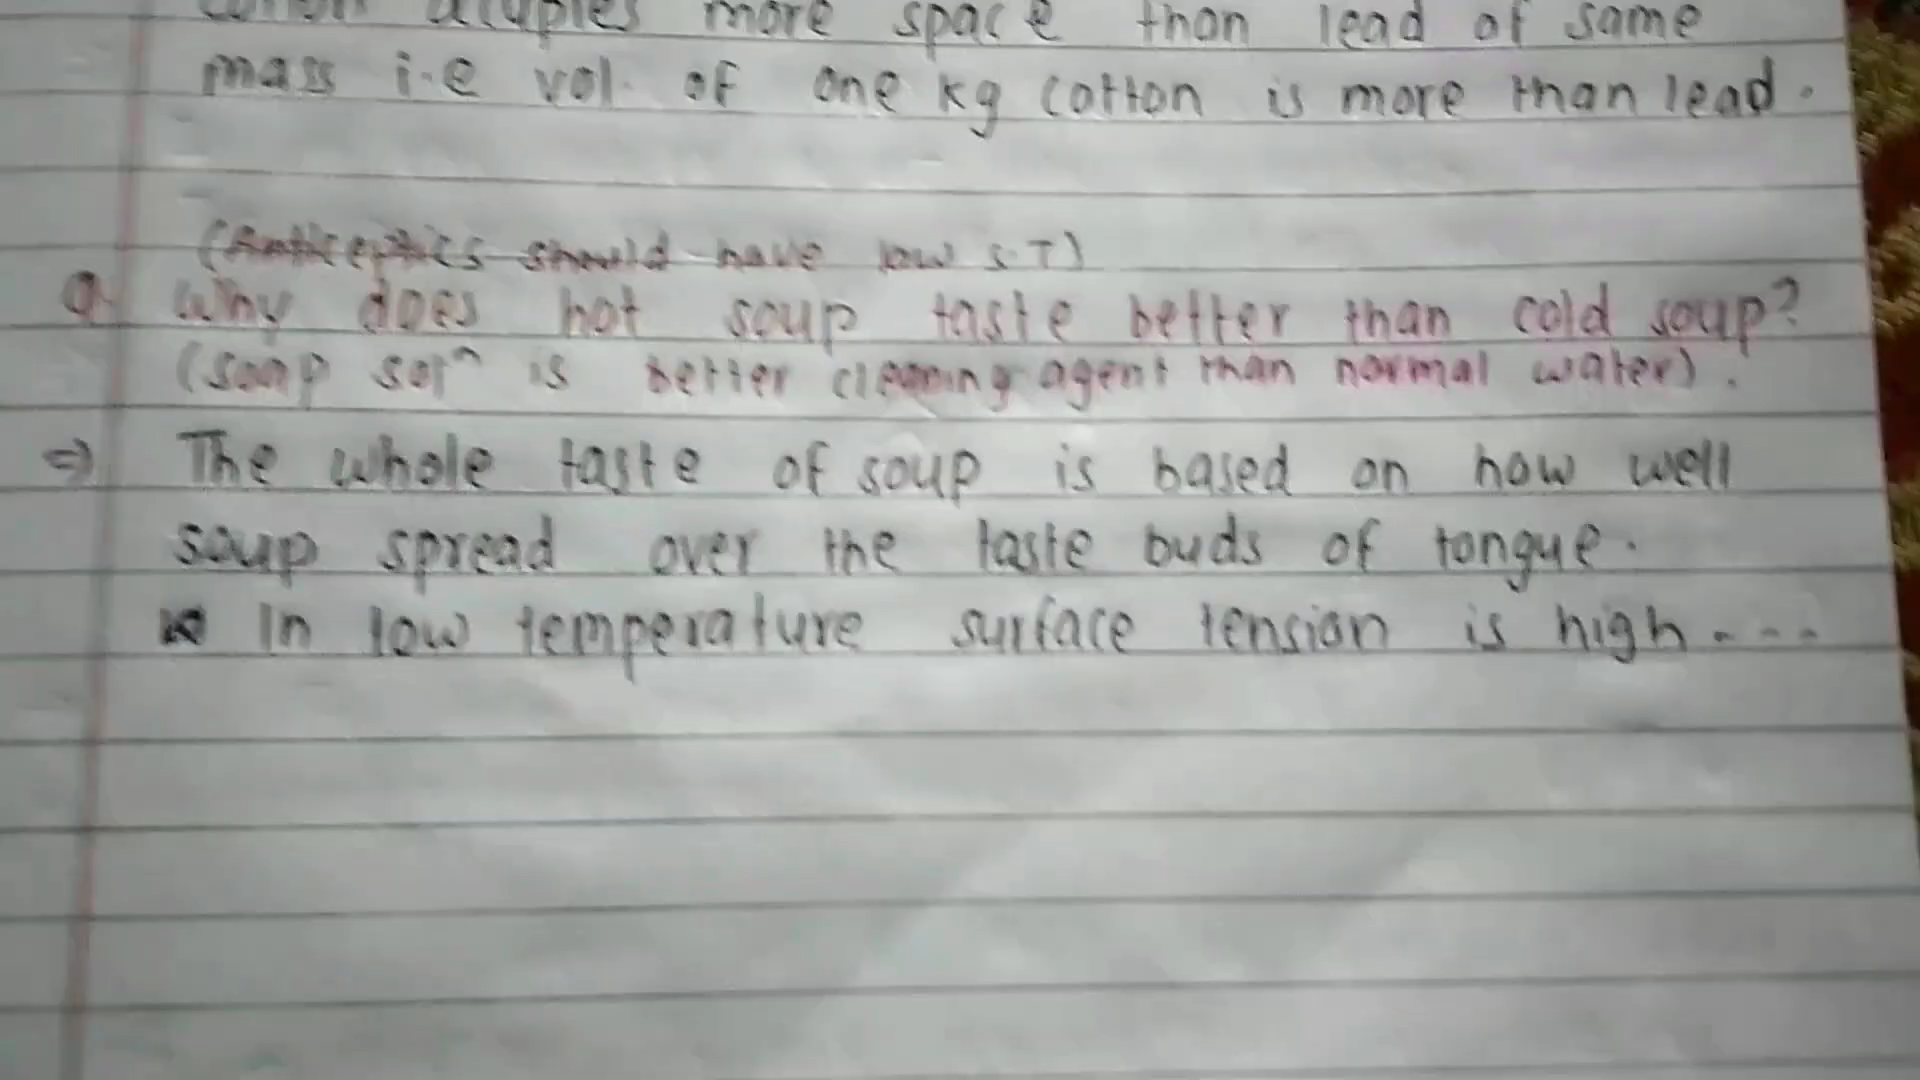 cotton occupies more space than lead of same
mass i.e vol. of one kg cotton is more than lead.
(Anticeptics should have low S.T)
Q. Why does hot soup taste better than cold soup?
(soap solⁿ is better cleaning agent than normal water).
⇒ The whole taste of soup is based on how well
soup spread over the taste buds of tongue.
In low temperature surface tension is high ----